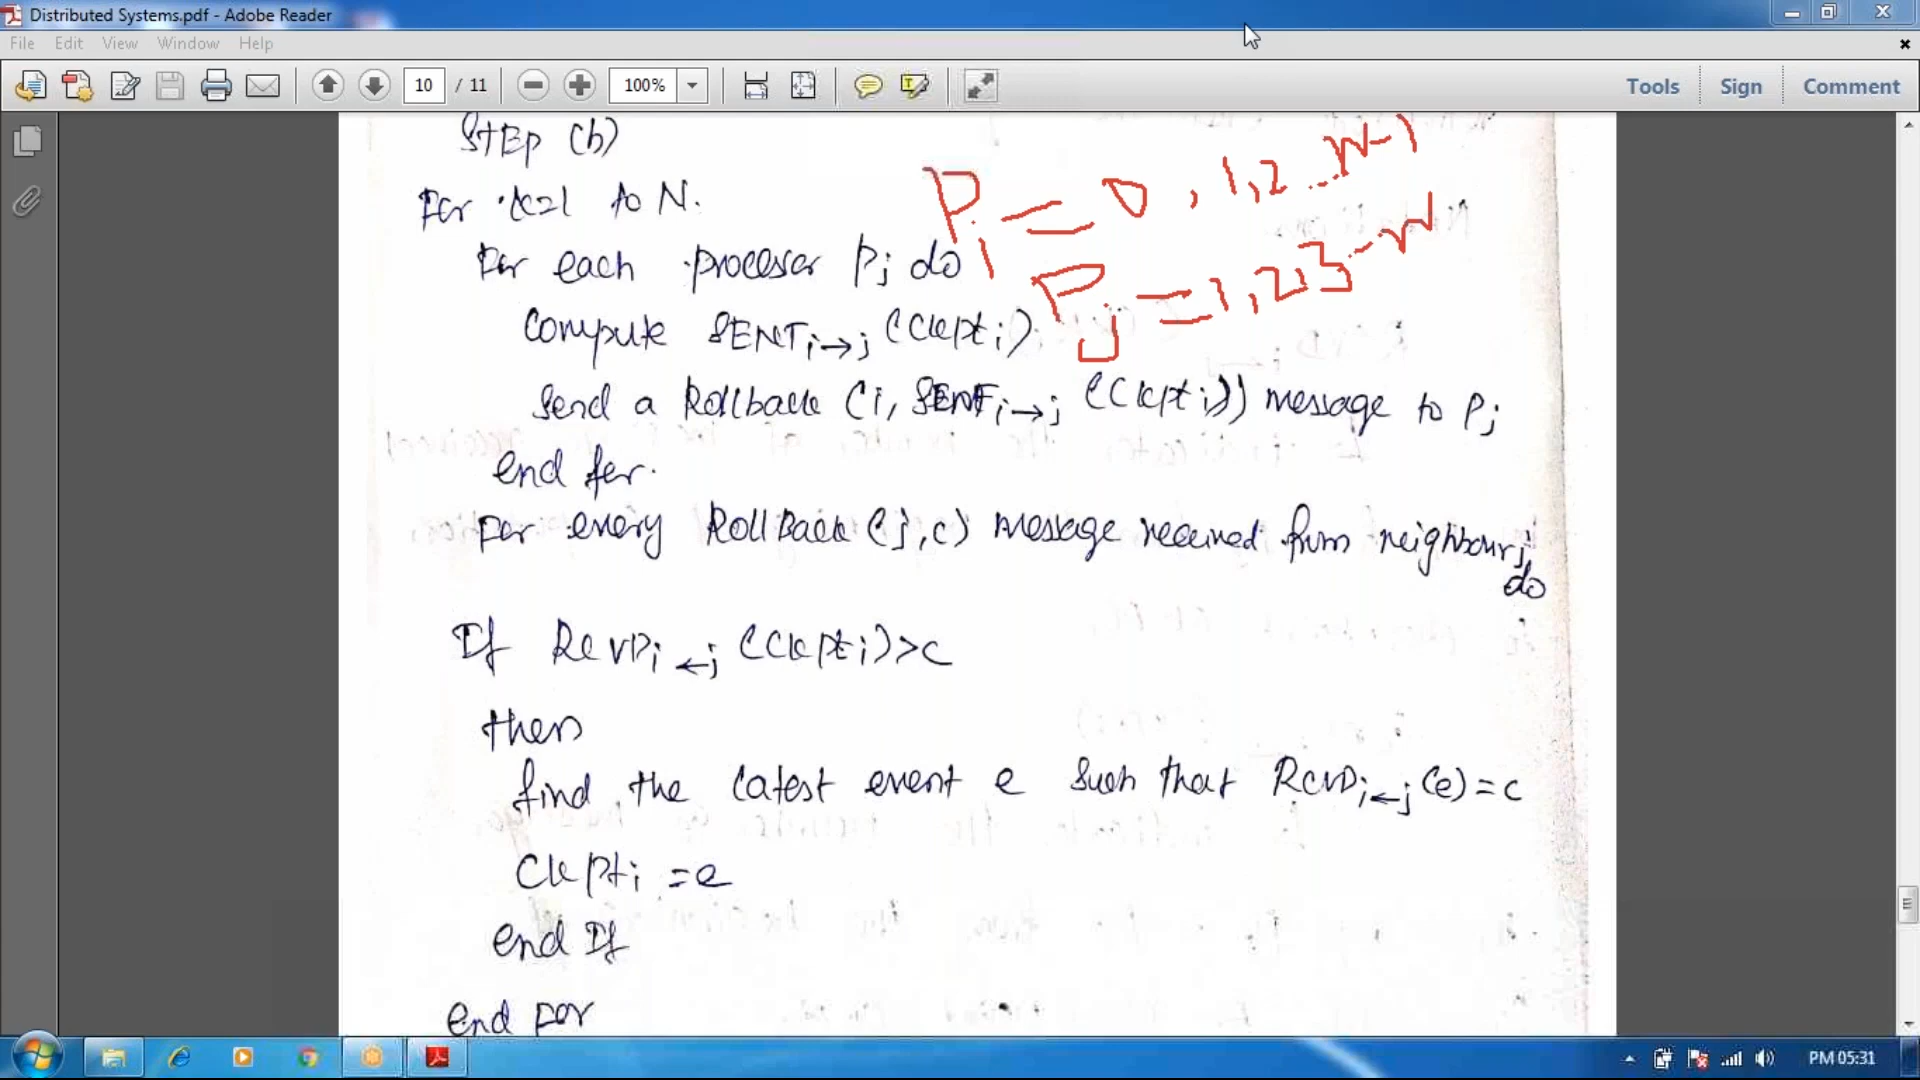 Distributed Systems.pdf - Adobe Reader
File Edit View Window Help
10 / 11 100% Tools Sign Comment
STEP (b)
For k=1 to N.
For each processor Pj do
Compute SENTi→j (Ckpti)
Send a Rollback (i, SENTi→j (Ckpti)) message to Pj
end for.
For every RollBack (j, c) message received from neighbour j,
do
If RcvDi←j (Ckpti) > c
then
find the latest event e such that RcvDi←j (e) = c
Ckpti = e
end If
end for
Pi = 0, 1, 2 ... N-1
Pj = 1, 2, 3 -- N
PM 05:31